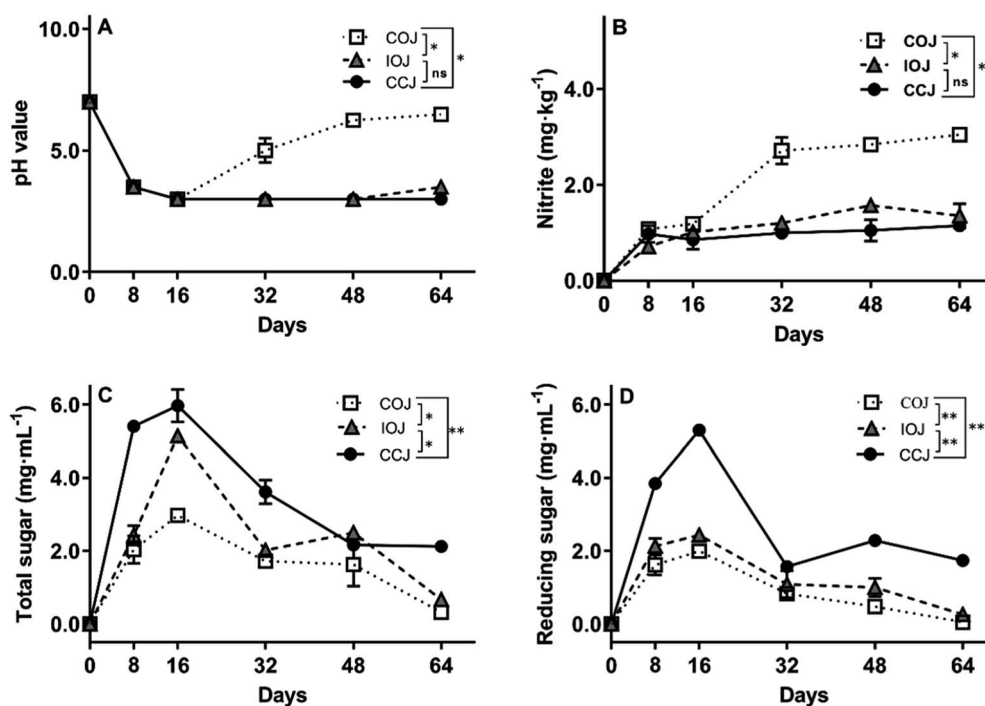 A
COJ
IOJ
CCJ
*
ns
*
10.0
5.0
0.0
pH value
0 8 16 32 48 64
Days
B
COJ
IOJ
CCJ
*
ns
*
4.0
2.0
0.0
Nitrite (mg·kg⁻¹)
0 8 16 32 48 64
Days
C
COJ
IOJ
CCJ
*
*
**
6.0
4.0
2.0
0.0
Total sugar (mg·mL⁻¹)
0 8 16 32 48 64
Days
D
COJ
IOJ
CCJ
**
**
**
6.0
4.0
2.0
0.0
Reducing sugar (mg·mL⁻¹)
0 8 16 32 48 64
Days